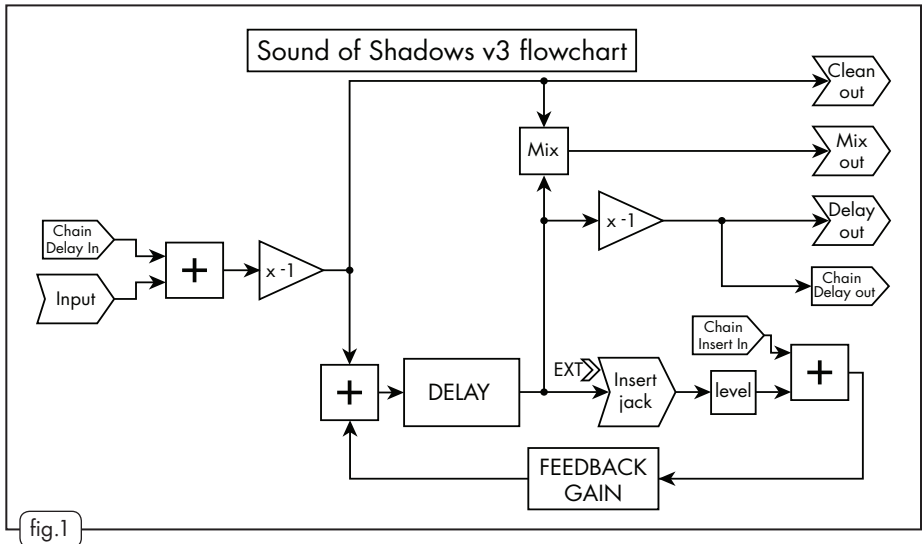 Sound of Shadows v3 flowchart
Clean
out
Mix
Mix
out
Chain
Delay In
Input
+
x -1
x -1
Delay
out
Chain
Delay out
+
DELAY
EXT
Insert
jack
level
Chain
Insert In
+
FEEDBACK
GAIN
fig.1